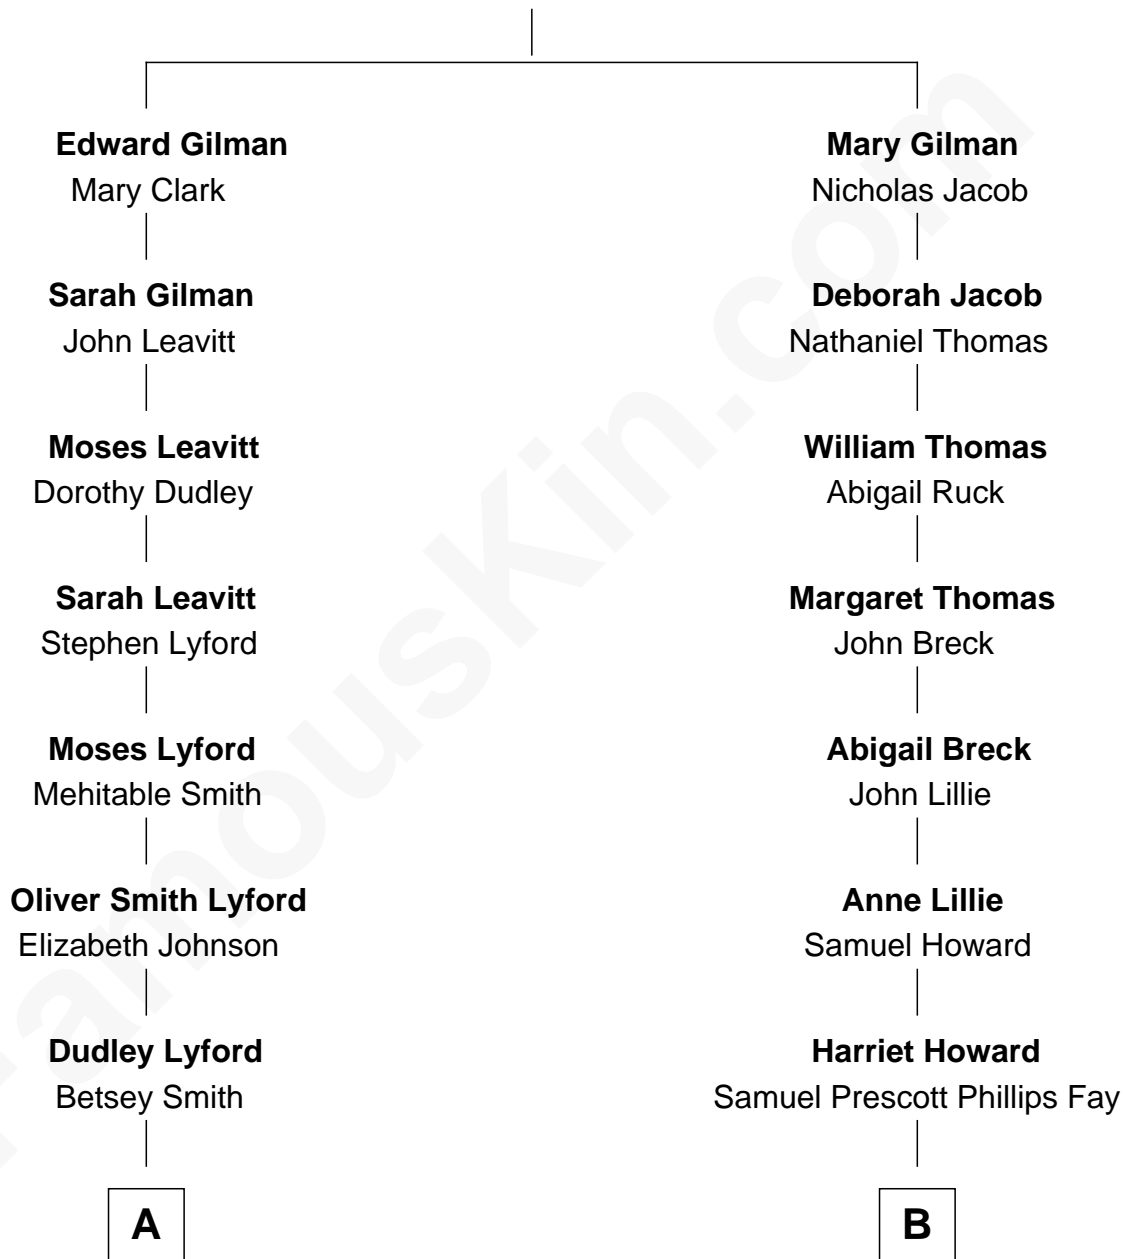 Edward Gilman
Mary Clark
Sarah Gilman
John Leavitt
Moses Leavitt
Dorothy Dudley
Sarah Leavitt
Stephen Lyford
Moses Lyford
Mehitable Smith
Oliver Smith Lyford
Elizabeth Johnson
Dudley Lyford
Betsey Smith
A
Mary Gilman
Nicholas Jacob
Deborah Jacob
Nathaniel Thomas
William Thomas
Abigail Ruck
Margaret Thomas
John Breck
Abigail Breck
John Lillie
Anne Lillie
Samuel Howard
Harriet Howard
Samuel Prescott Phillips Fay
B
FamousKin.com